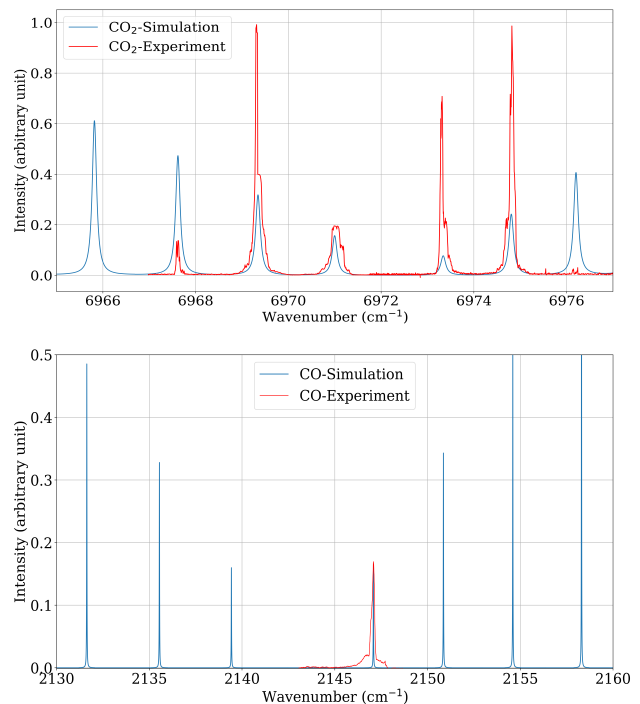 CO₂-Simulation
CO₂-Experiment
Intensity (arbitrary unit)
1.0
0.8
0.6
0.4
0.2
0.0
6966 6968 6970 6972 6974 6976
Wavenumber (cm⁻¹)
CO-Simulation
CO-Experiment
Intensity (arbitrary unit)
0.5
0.4
0.3
0.2
0.1
0.0
2130 2135 2140 2145 2150 2155 2160
Wavenumber (cm⁻¹)